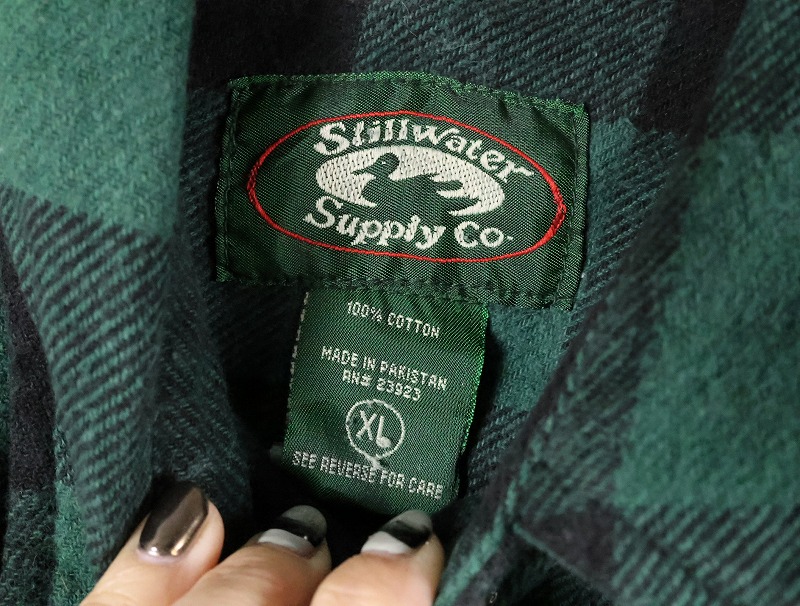 StillWater
Supply Co.
100% COTTON
MADE IN PAKISTAN
RN# 23923
XL
SEE REVERSE FOR CARE